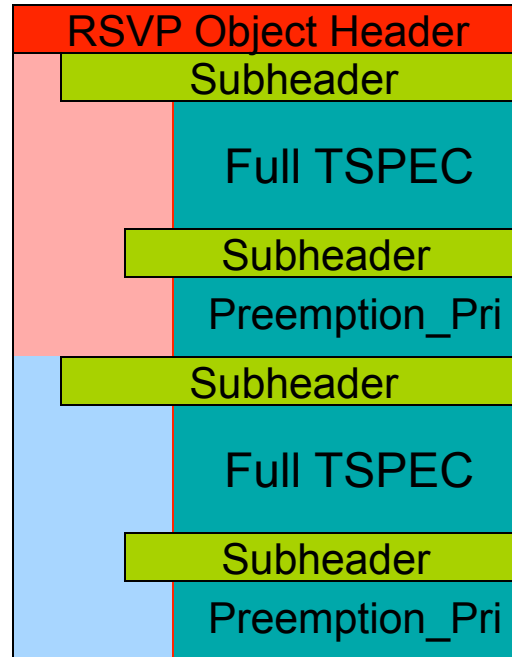 RSVP Object Header
Subheader
Full TSPEC
Subheader
Preemption_Pri
Subheader
Full TSPEC
Subheader
Preemption_Pri